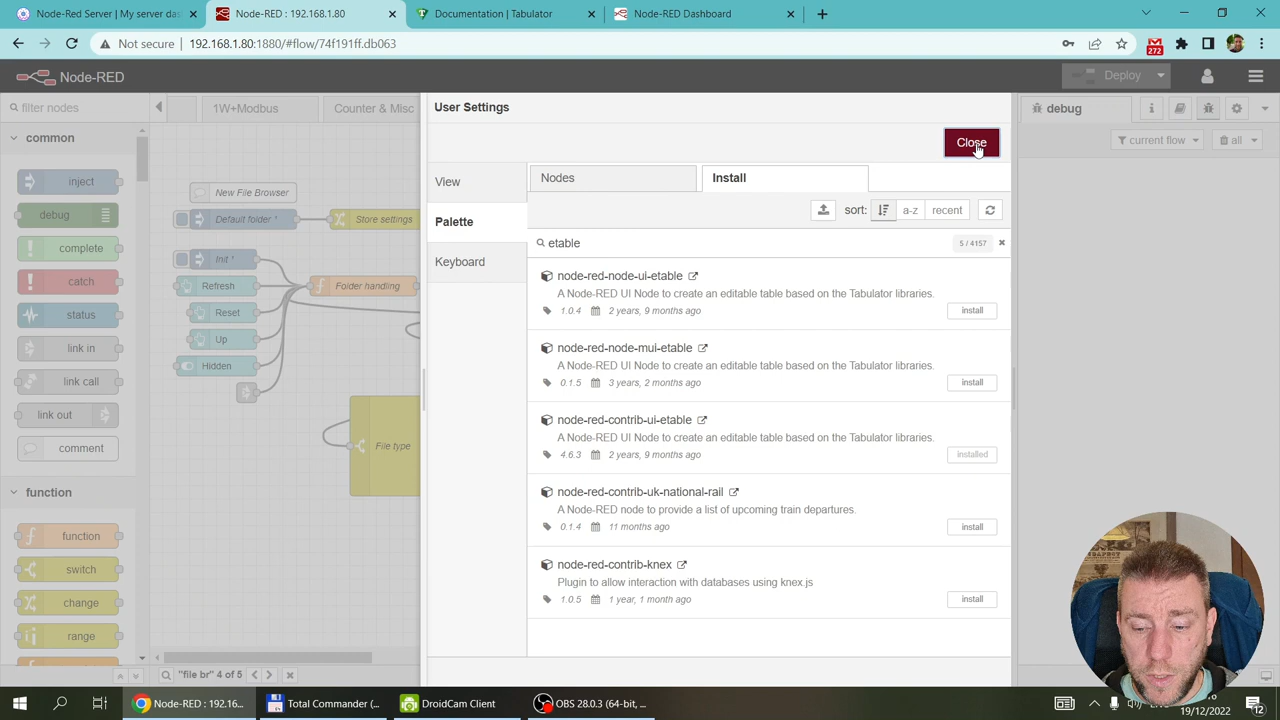 Node-RED Server | My server das
Node-RED : 192.168.1.80
Documentation | Tabulator
Node-RED Dashboard
Not secure
192.168.1.80:1880/#flow/74f191ff.db063
272
Node-RED
Deploy
filter nodes
1W+Modbus
Counter & Misc
User Settings
debug
common
current flow
all
Close
inject
debug
complete
catch
status
link in
link call
link out
comment
function
function
switch
change
range
New File Browser
Default folder ¹
Store settings
Init ¹
Refresh
Folder handling
Reset
Up
Hidden
File type
View
Palette
Keyboard
Nodes
Install
sort:
a-z
recent
etable
5 / 4157
node-red-node-ui-etable
A Node-RED UI Node to create an editable table based on the Tabulator libraries.
1.0.4
2 years, 9 months ago
install
node-red-node-mui-etable
A Node-RED UI Node to create an editable table based on the Tabulator libraries.
0.1.5
3 years, 2 months ago
install
node-red-contrib-ui-etable
A Node-RED UI Node to create an editable table based on the Tabulator libraries.
4.6.3
2 years, 9 months ago
installed
node-red-contrib-uk-national-rail
A Node-RED node to provide a list of upcoming train departures.
0.1.4
11 months ago
install
node-red-contrib-knex
Plugin to allow interaction with databases using knex.js
1.0.5
1 year, 1 month ago
install
"file br" 4 of 5
Node-RED : 192.16...
Total Commander (...
DroidCam Client
OBS 28.0.3 (64-bit, ...
19/12/2022
12